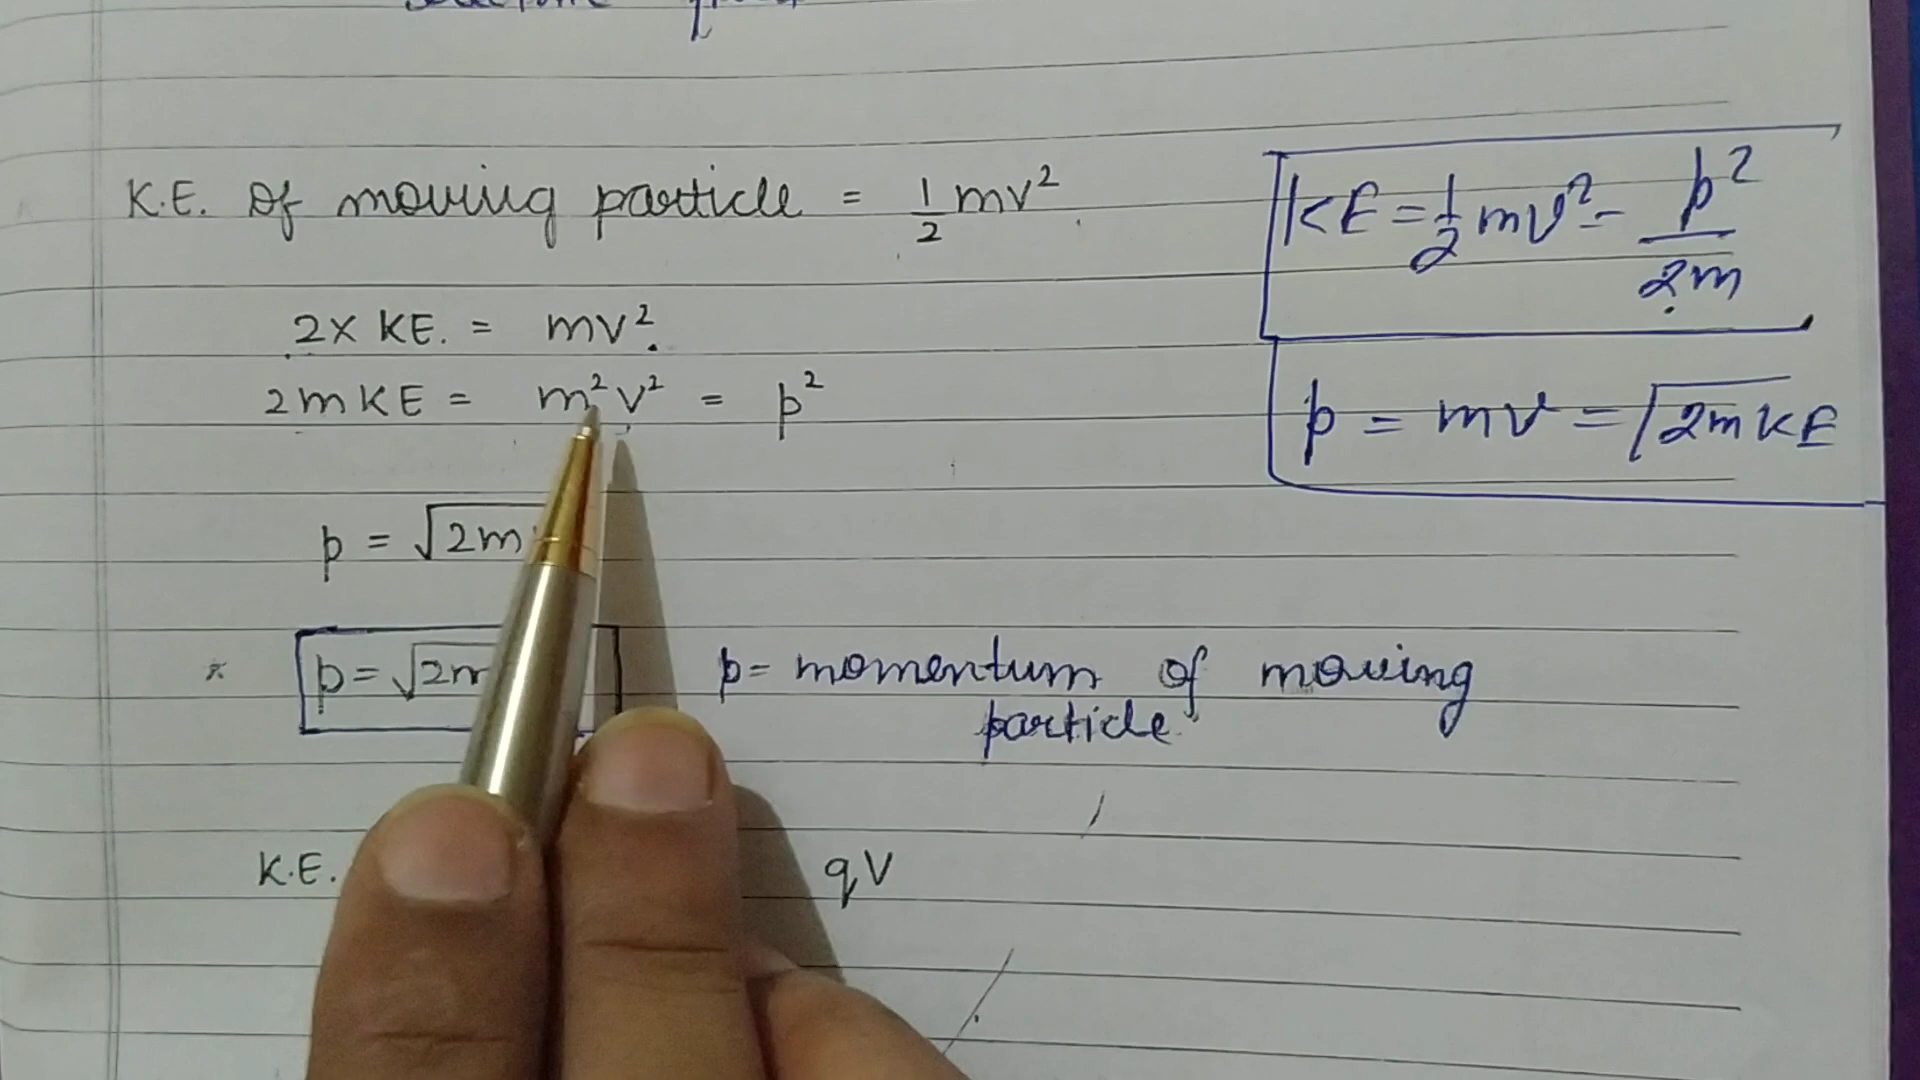 K.E. of moving particle = 1/2 mv²
2 x KE. = mv²
2mKE = m²v² = p²
p = √2m
p = √2m
p = momentum of moving
particle
K.E. qV
KE = 1/2 mv² = p²/2m
p = mv = √2mKE